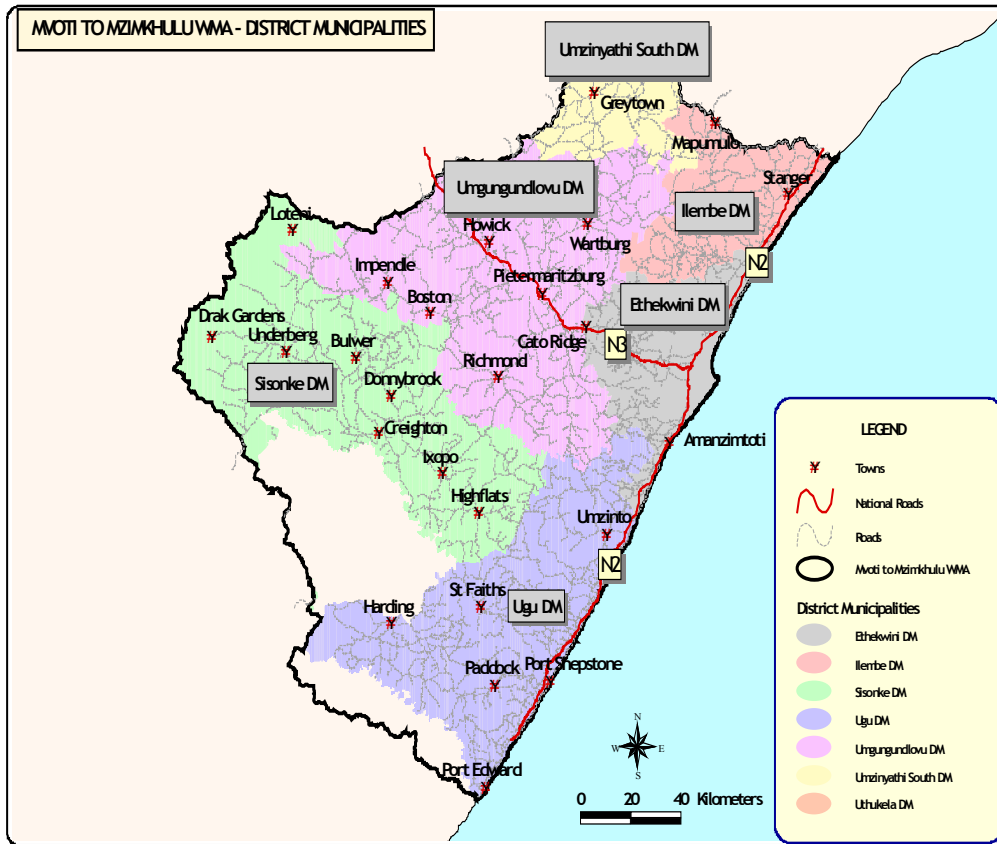 MVOTI TO MZIMKHULU WMA - DISTRICT MUNICIPALITIES
Umzinyathi South DM
Greytown
Mapumulo
Stanger
Umgungundlovu DM
Ilembe DM
Loteni
Howick
Wartburg
N2
Impendle
Pietermaritzburg
Boston
Ethekwini DM
Drak Gardens
Underberg
Bulwer
Cato Ridge
N3
Richmond
Sisonke DM
Donnybrook
Creighton
Amanzimtoti
Ixopo
Highflats
Umzinto
N2
St Faiths
Harding
Ugu DM
Paddock
Port Shepstone
Port Edward
N
W
E
S
0 20 40 Kilometers
LEGEND
Towns
National Roads
Roads
Mvoti to Mzimkhulu WMA
District Municipalities
Ethekwini DM
Ilembe DM
Sisonke DM
Ugu DM
Umgungundlovu DM
Umzinyathi South DM
Uthukela DM